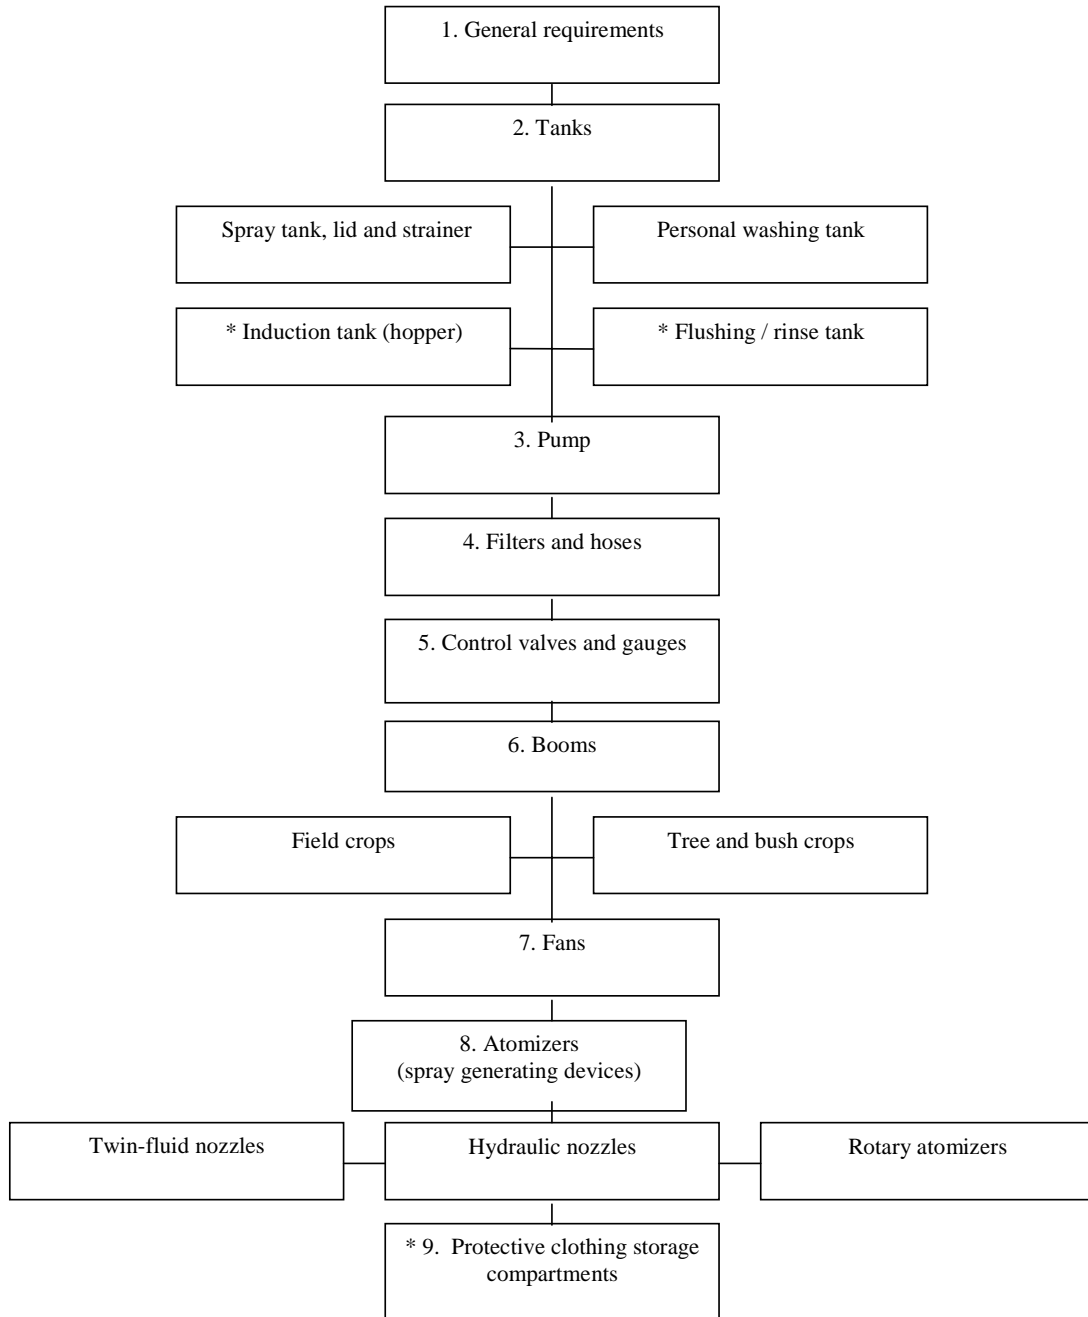 1. General requirements
2. Tanks
Spray tank, lid and strainer
Personal washing tank
* Induction tank (hopper)
* Flushing / rinse tank
3. Pump
4. Filters and hoses
5. Control valves and gauges
6. Booms
Field crops
Tree and bush crops
7. Fans
8. Atomizers
(spray generating devices)
Twin-fluid nozzles
Hydraulic nozzles
Rotary atomizers
* 9.  Protective clothing storage
compartments